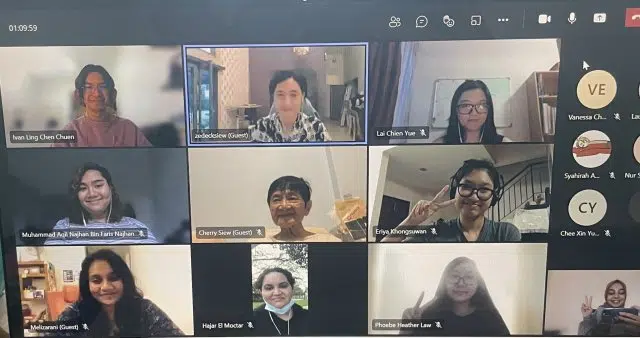 01:09:59
Ivan Ling Chen Chuen
zedecksiew (Guest)
Lai Chien Yue
VE
Vanessa Ch...
Syahirah A...
Muhammad Aqil Najhan Bin Faris Najhan
Cherry Siew (Guest)
Eriya Khongsuwan
CY
Chee Xin Yu...
Nur S
Melizarani (Guest)
Hajar El Moctar
Phoebe Heather Law